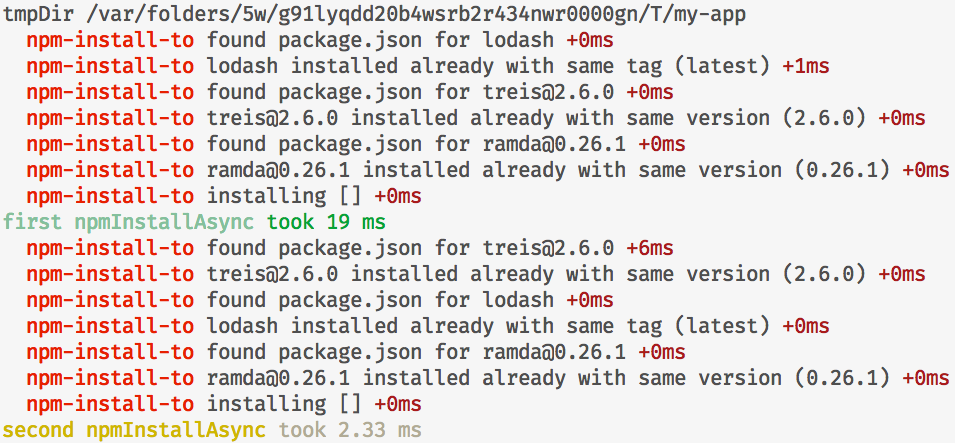 tmpDir /var/folders/5w/g91lyqdd20b4wsrb2r434nwr0000gn/T/my-app
npm-install-to found package.json for lodash +0ms
npm-install-to lodash installed already with same tag (latest) +1ms
npm-install-to found package.json for treis@2.6.0 +0ms
npm-install-to treis@2.6.0 installed already with same version (2.6.0) +0ms
npm-install-to found package.json for ramda@0.26.1 +0ms
npm-install-to ramda@0.26.1 installed already with same version (0.26.1) +0ms
npm-install-to installing [] +0ms
first npmInstallAsync took 19 ms
npm-install-to found package.json for treis@2.6.0 +6ms
npm-install-to treis@2.6.0 installed already with same version (2.6.0) +0ms
npm-install-to found package.json for lodash +0ms
npm-install-to lodash installed already with same tag (latest) +0ms
npm-install-to found package.json for ramda@0.26.1 +0ms
npm-install-to ramda@0.26.1 installed already with same version (0.26.1) +0ms
npm-install-to installing [] +0ms
second npmInstallAsync took 2.33 ms